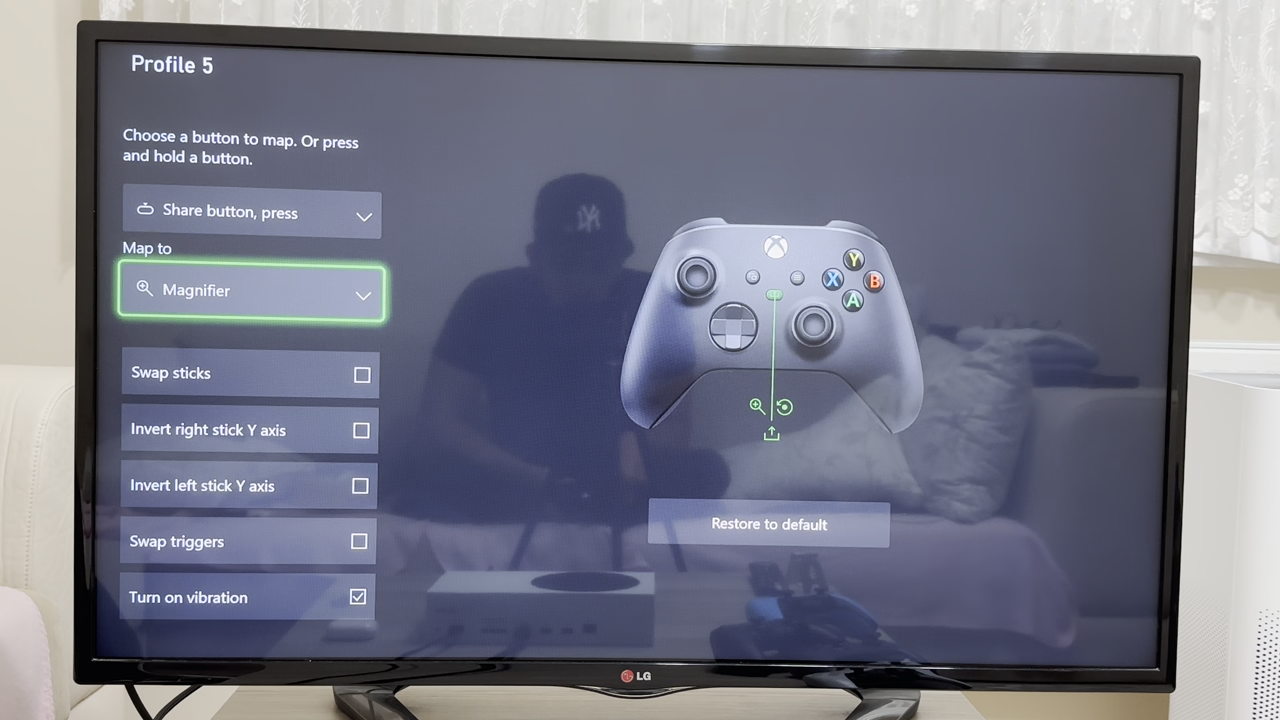 Profile 5
Choose a button to map. Or press
and hold a button.
Share button, press
Map to
Magnifier
Swap sticks
Invert right stick Y axis
Invert left stick Y axis
Swap triggers
Turn on vibration
Y
X
B
A
Restore to default
NY
LG